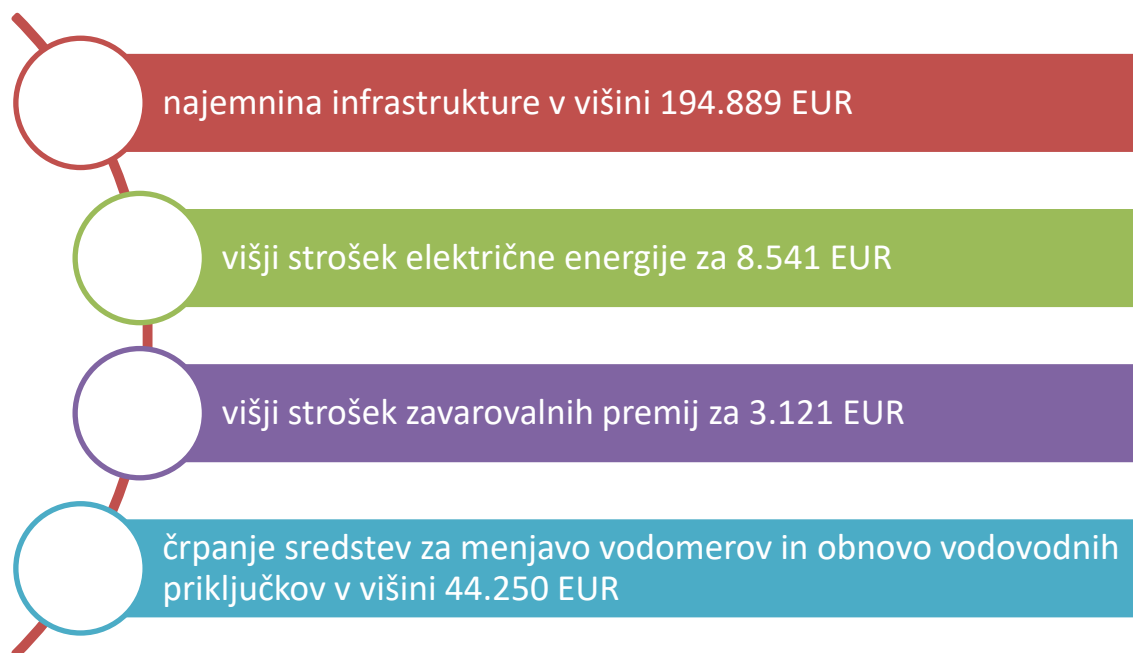 najemnina infrastrukture v višini 194.889 EUR
višji strošek električne energije za 8.541 EUR
višji strošek zavarovalnih premij za 3.121 EUR
črpanje sredstev za menjavo vodomerov in obnovo vodovodnih
priključkov v višini 44.250 EUR